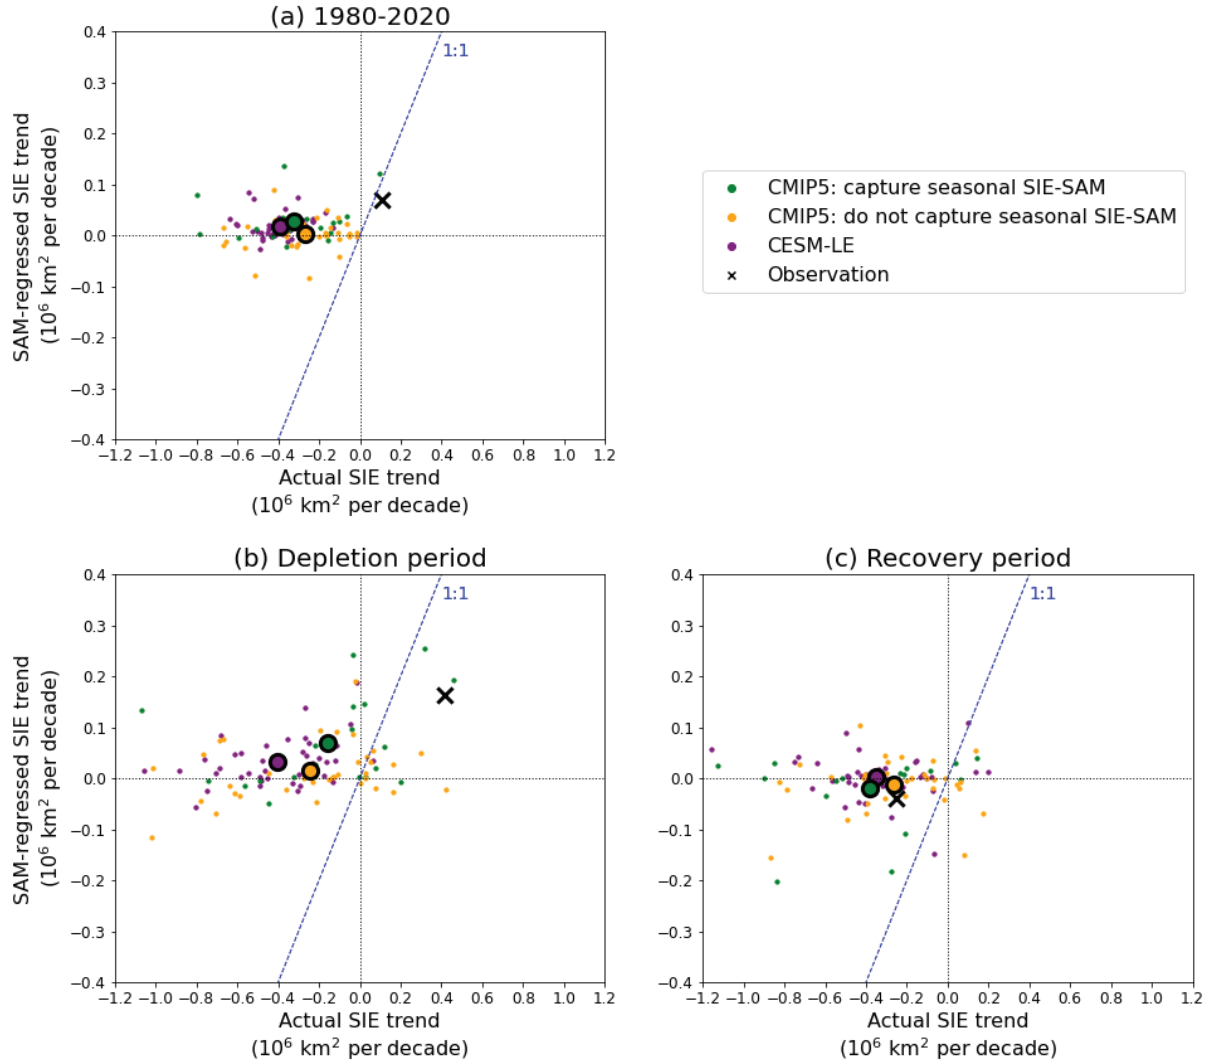 (a) 1980-2020
0.4
0.3
0.2
0.1
0.0
−0.1
−0.2
−0.3
−0.4
SAM-regressed SIE trend
(10⁶ km² per decade)
1:1
−1.2 −1.0 −0.8 −0.6 −0.4 −0.2 0.0 0.2 0.4 0.6 0.8 1.0 1.2
Actual SIE trend
(10⁶ km² per decade)
CMIP5: capture seasonal SIE-SAM
CMIP5: do not capture seasonal SIE-SAM
CESM-LE
Observation
(b) Depletion period
0.4
0.3
0.2
0.1
0.0
−0.1
−0.2
−0.3
−0.4
SAM-regressed SIE trend
(10⁶ km² per decade)
1:1
−1.2 −1.0 −0.8 −0.6 −0.4 −0.2 0.0 0.2 0.4 0.6 0.8 1.0 1.2
Actual SIE trend
(10⁶ km² per decade)
(c) Recovery period
0.4
0.3
0.2
0.1
0.0
−0.1
−0.2
−0.3
−0.4
1:1
−1.2 −1.0 −0.8 −0.6 −0.4 −0.2 0.0 0.2 0.4 0.6 0.8 1.0 1.2
Actual SIE trend
(10⁶ km² per decade)